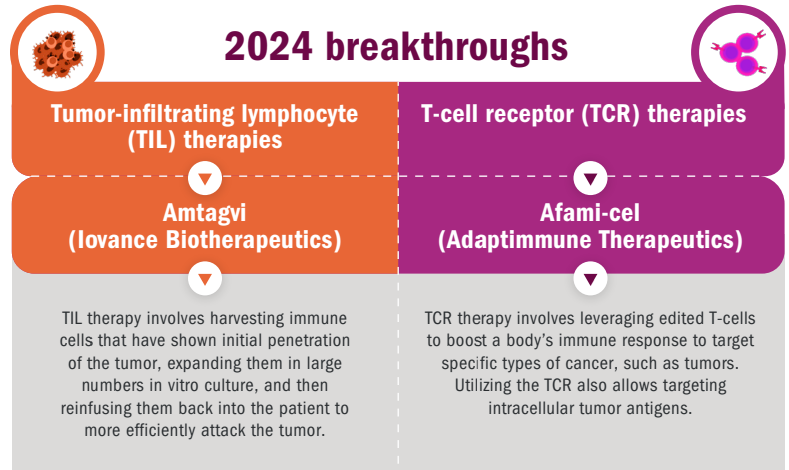 2024 breakthroughs
Tumor-infiltrating lymphocyte
(TIL) therapies
Amtagvi
(Iovance Biotherapeutics)
TIL therapy involves harvesting immune
cells that have shown initial penetration
of the tumor, expanding them in large
numbers in vitro culture, and then
reinfusing them back into the patient to
more efficiently attack the tumor.
T-cell receptor (TCR) therapies
Afami-cel
(Adaptimmune Therapeutics)
TCR therapy involves leveraging edited T-cells
to boost a body's immune response to target
specific types of cancer, such as tumors.
Utilizing the TCR also allows targeting
intracellular tumor antigens.